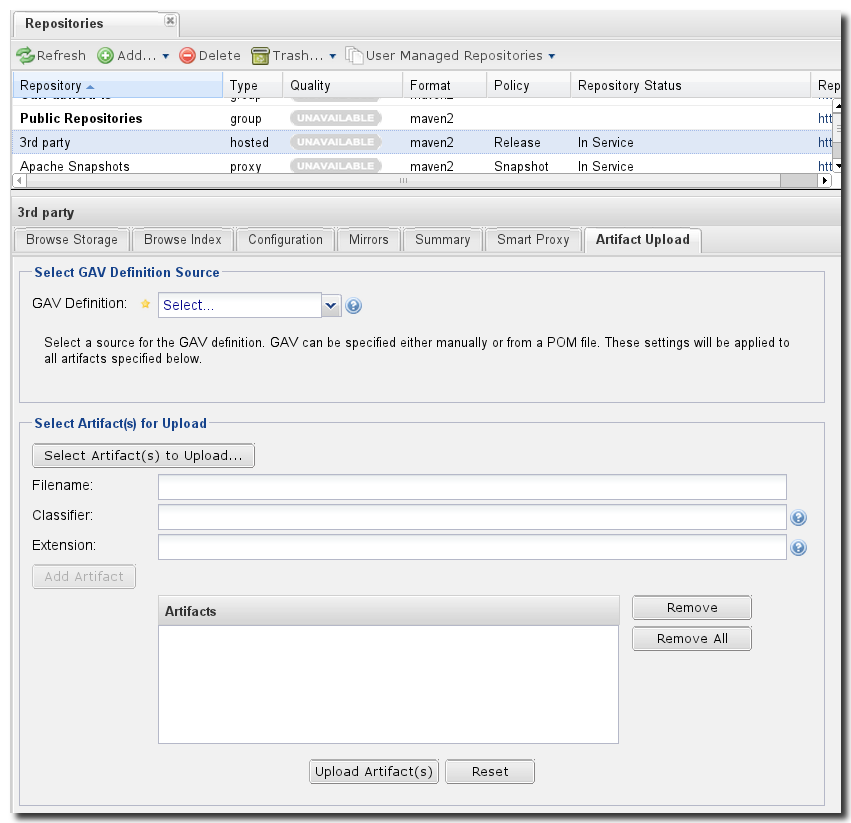 Repositories
Refresh Add... Delete Trash... User Managed Repositories
Repository Type Quality Format Policy Repository Status Rep
group maven2
Public Repositories group UNAVAILABLE maven2 htt
3rd party hosted UNAVAILABLE maven2 Release In Service htt
Apache Snapshots proxy UNAVAILABLE maven2 Snapshot In Service htt
3rd party
Browse Storage Browse Index Configuration Mirrors Summary Smart Proxy Artifact Upload
Select GAV Definition Source
GAV Definition: Select...
Select a source for the GAV definition. GAV can be specified either manually or from a POM file. These settings will be applied to
all artifacts specified below.
Select Artifact(s) for Upload
Select Artifact(s) to Upload...
Filename:
Classifier:
Extension:
Add Artifact
Artifacts
Remove
Remove All
Upload Artifact(s) Reset